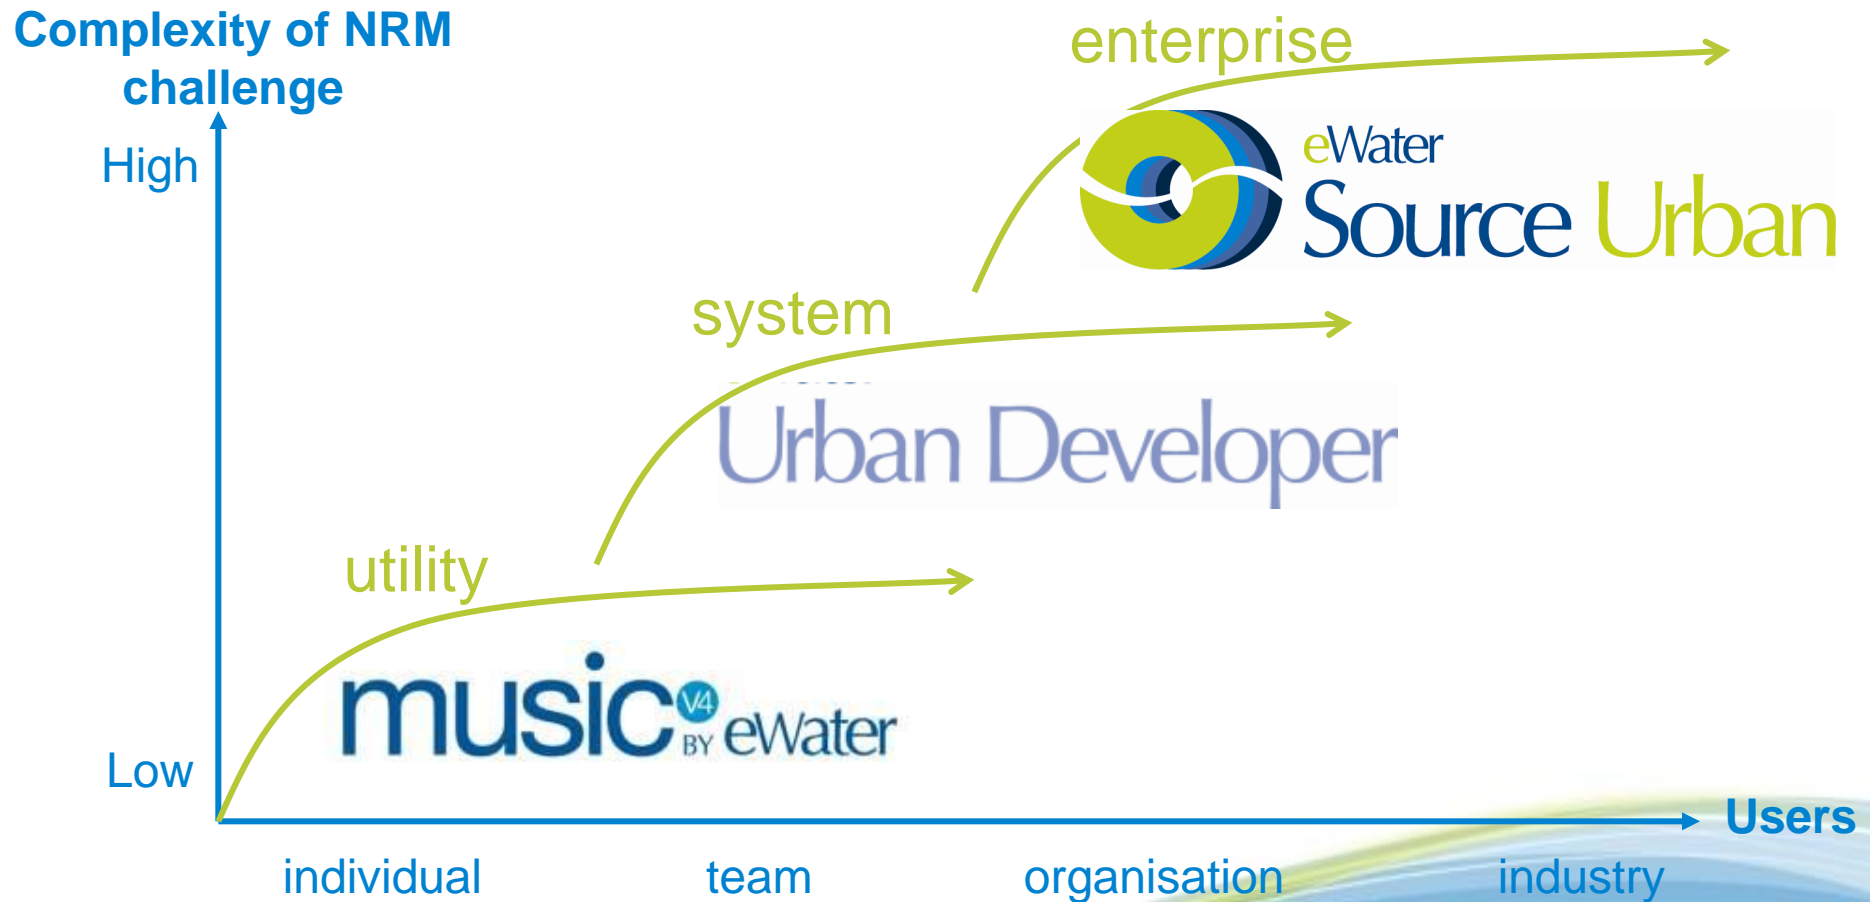 Complexity of NRM
challenge
enterprise
High
eWater
Source Urban
system
Urban Developer
utility
music V4
BY eWater
Low
Users
individual team organisation industry